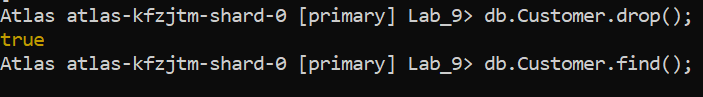 Atlas atlas-kfzjtm-shard-0 [primary] Lab_9> db.Customer.drop();
true
Atlas atlas-kfzjtm-shard-0 [primary] Lab_9> db.Customer.find();